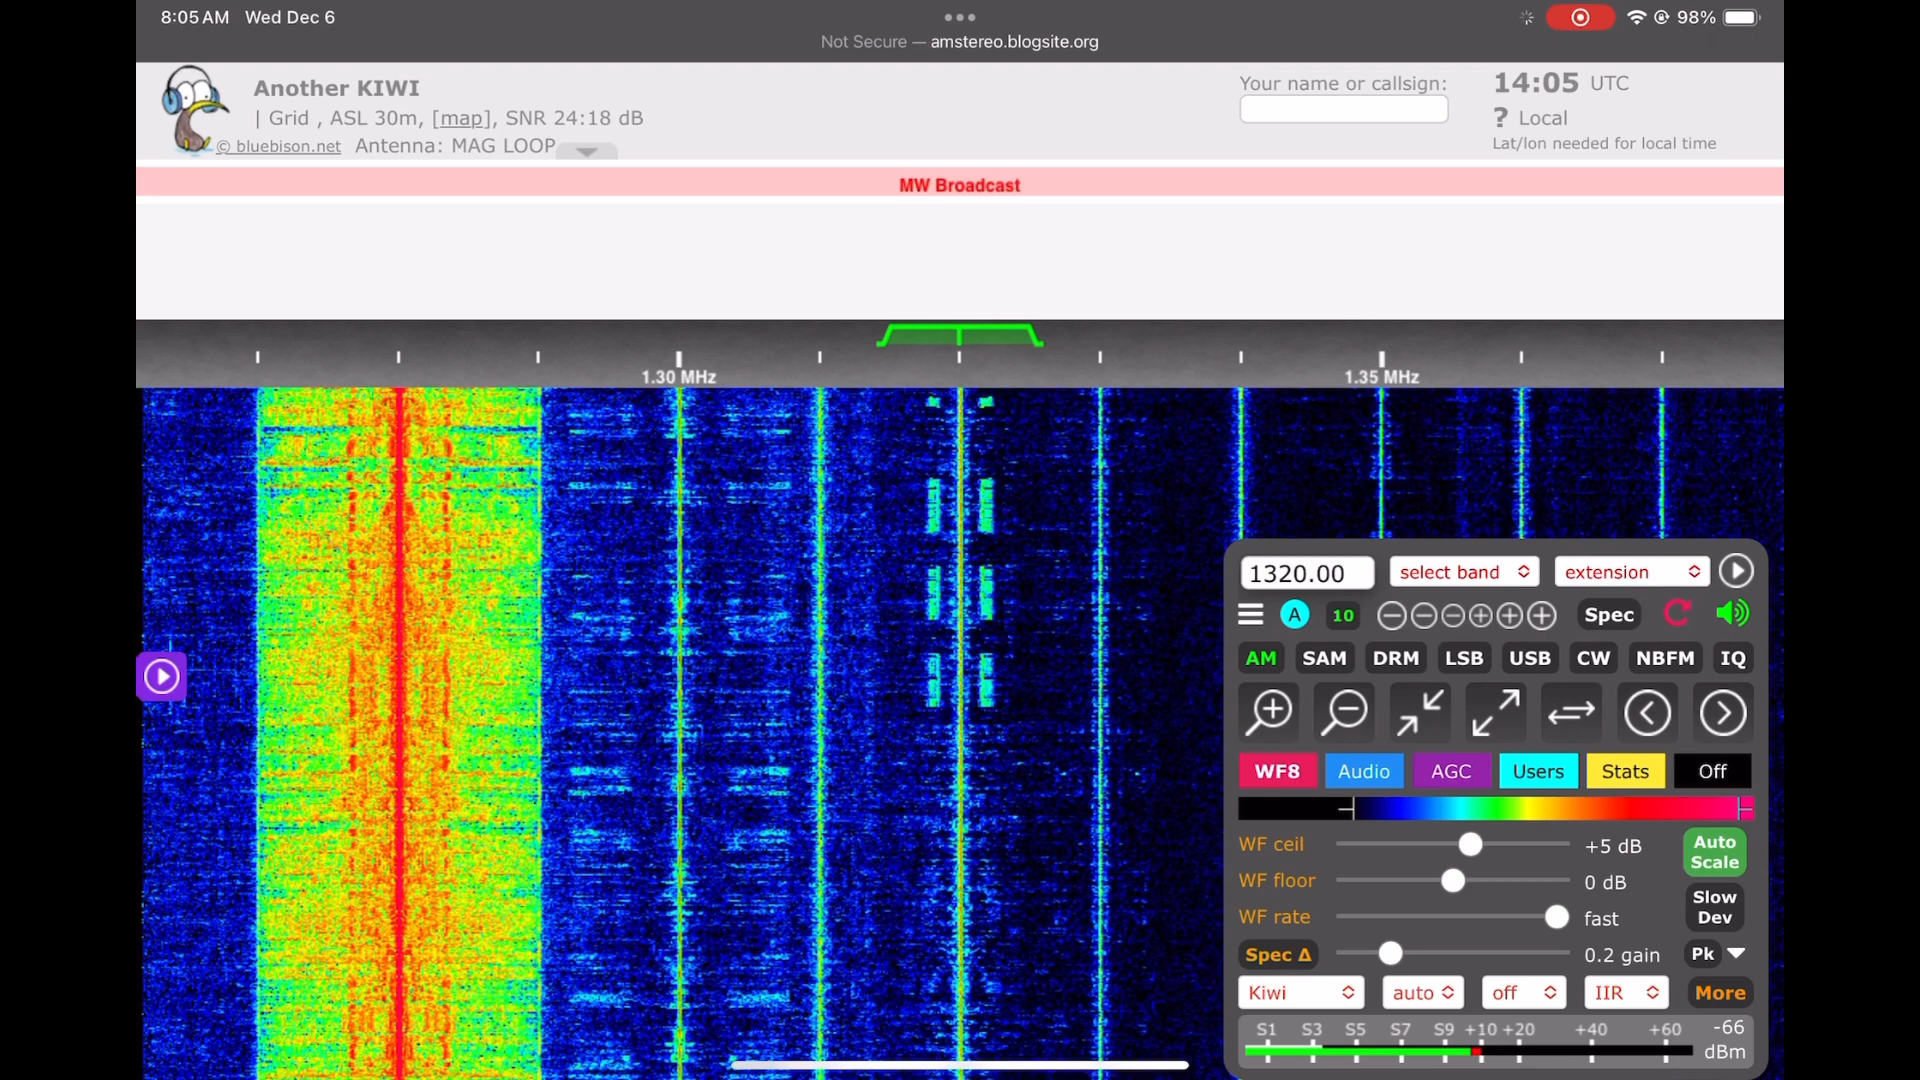 8:05 AM Wed Dec 6
98%
Not Secure — amstereo.blogsite.org
Another KIWI
| Grid , ASL 30m, [map], SNR 24:18 dB
© bluebison.net Antenna: MAG LOOP
Your name or callsign:
14:05 UTC
? Local
Lat/lon needed for local time
MW Broadcast
1.30 MHz 1.35 MHz
1320.00 select band extension
A 10 Spec
AM SAM DRM LSB USB CW NBFM IQ
WF8 Audio AGC Users Stats Off
WF ceil +5 dB
Auto Scale
WF floor 0 dB
WF rate fast
Slow Dev
Spec Δ 0.2 gain Pk
Kiwi auto off IIR More
S1 S3 S5 S7 S9 +10 +20 +40 +60 -66 dBm